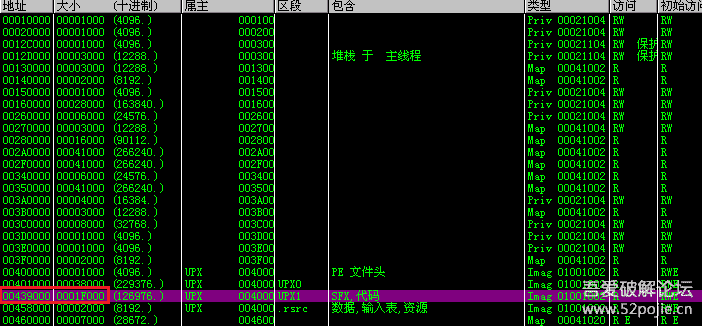 地址 大小 (十进制) 属主 区段 包含 类型 访问 初始访问
00010000 00001000 (4096.) 000100 Priv 00021004 RW RW
00020000 00001000 (4096.) 000200 Priv 00021004 RW RW
0012C000 00001000 (4096.) 000300 Priv 00021104 RW 保护 RW
0012D000 00003000 (12288.) 000300 堆栈 于 主线程 Priv 00021104 RW 保护 RW
00130000 00003000 (12288.) 001300 Map 00041002 R R
00140000 00002000 (8192.) 001400 Map 00041002 R R
00150000 00001000 (4096.) 001500 Priv 00021004 RW RW
00160000 00028000 (163840.) 001600 Priv 00021004 RW RW
00260000 00006000 (24576.) 002600 Priv 00021004 RW RW
00270000 00003000 (12288.) 002700 Map 00041004 RW RW
00280000 00016000 (90112.) 002800 Map 00041002 R R
002A0000 00041000 (266240.) 002A00 Map 00041002 R R
002F0000 00041000 (266240.) 002F00 Map 00041002 R R
00340000 00006000 (24576.) 003400 Map 00041002 R R
00350000 00041000 (266240.) 003500 Map 00041002 R R
003A0000 00004000 (16384.) 003A00 Priv 00021004 RW RW
003B0000 00003000 (12288.) 003B00 Map 00041002 R R
003C0000 00008000 (32768.) 003C00 Priv 00021004 RW RW
003D0000 00001000 (4096.) 003D00 Priv 00021004 RW RW
003E0000 00001000 (4096.) 003E00 Priv 00021004 RW RW
003F0000 00002000 (8192.) 003F00 Map 00041002 R R
00400000 00001000 (4096.) UPX 004000 PE 文件头 Imag 01001002 R RWE
00401000 00038000 (229376.) UPX 004000 UPX0 Imag 01001002 R RWE
00439000 0001F000 (126976.) UPX 004000 UPX1 SFX,代码 Imag 01001002 R RWE
00458000 00002000 (8192.) UPX 004000 .rsrc 数据,输入表,资源 Imag 01001002 R RWE
00460000 00007000 (28672.) 004600 Map 00041020 R E R E
吾爱破解论坛
www.52pojie.cn